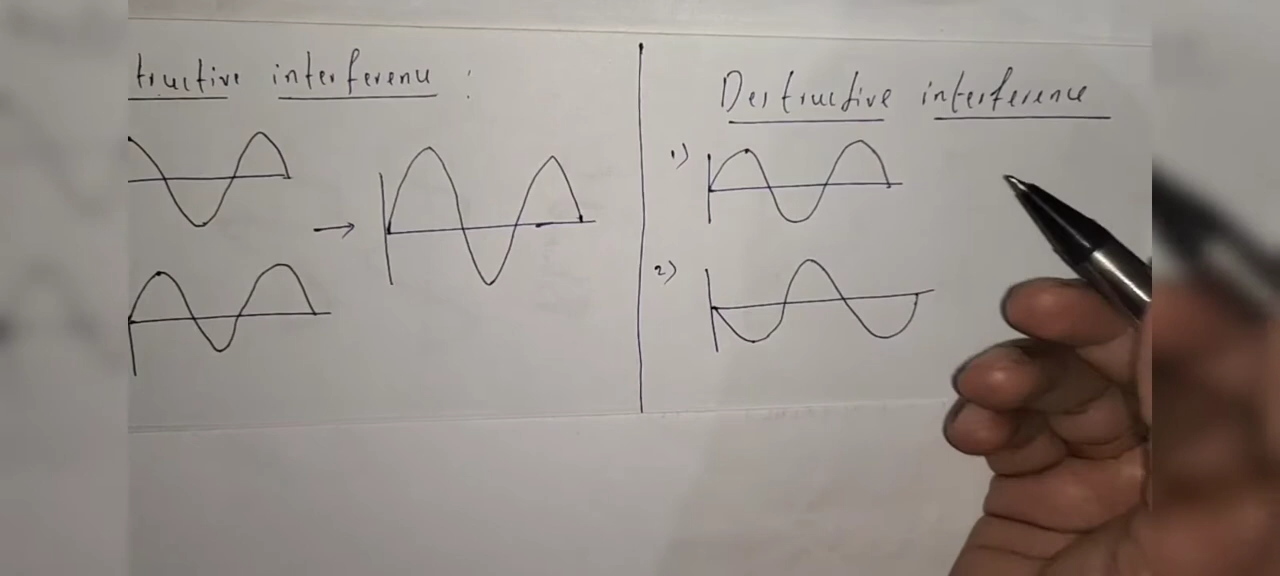 tructive interference :
Destructive interference
1)
2)